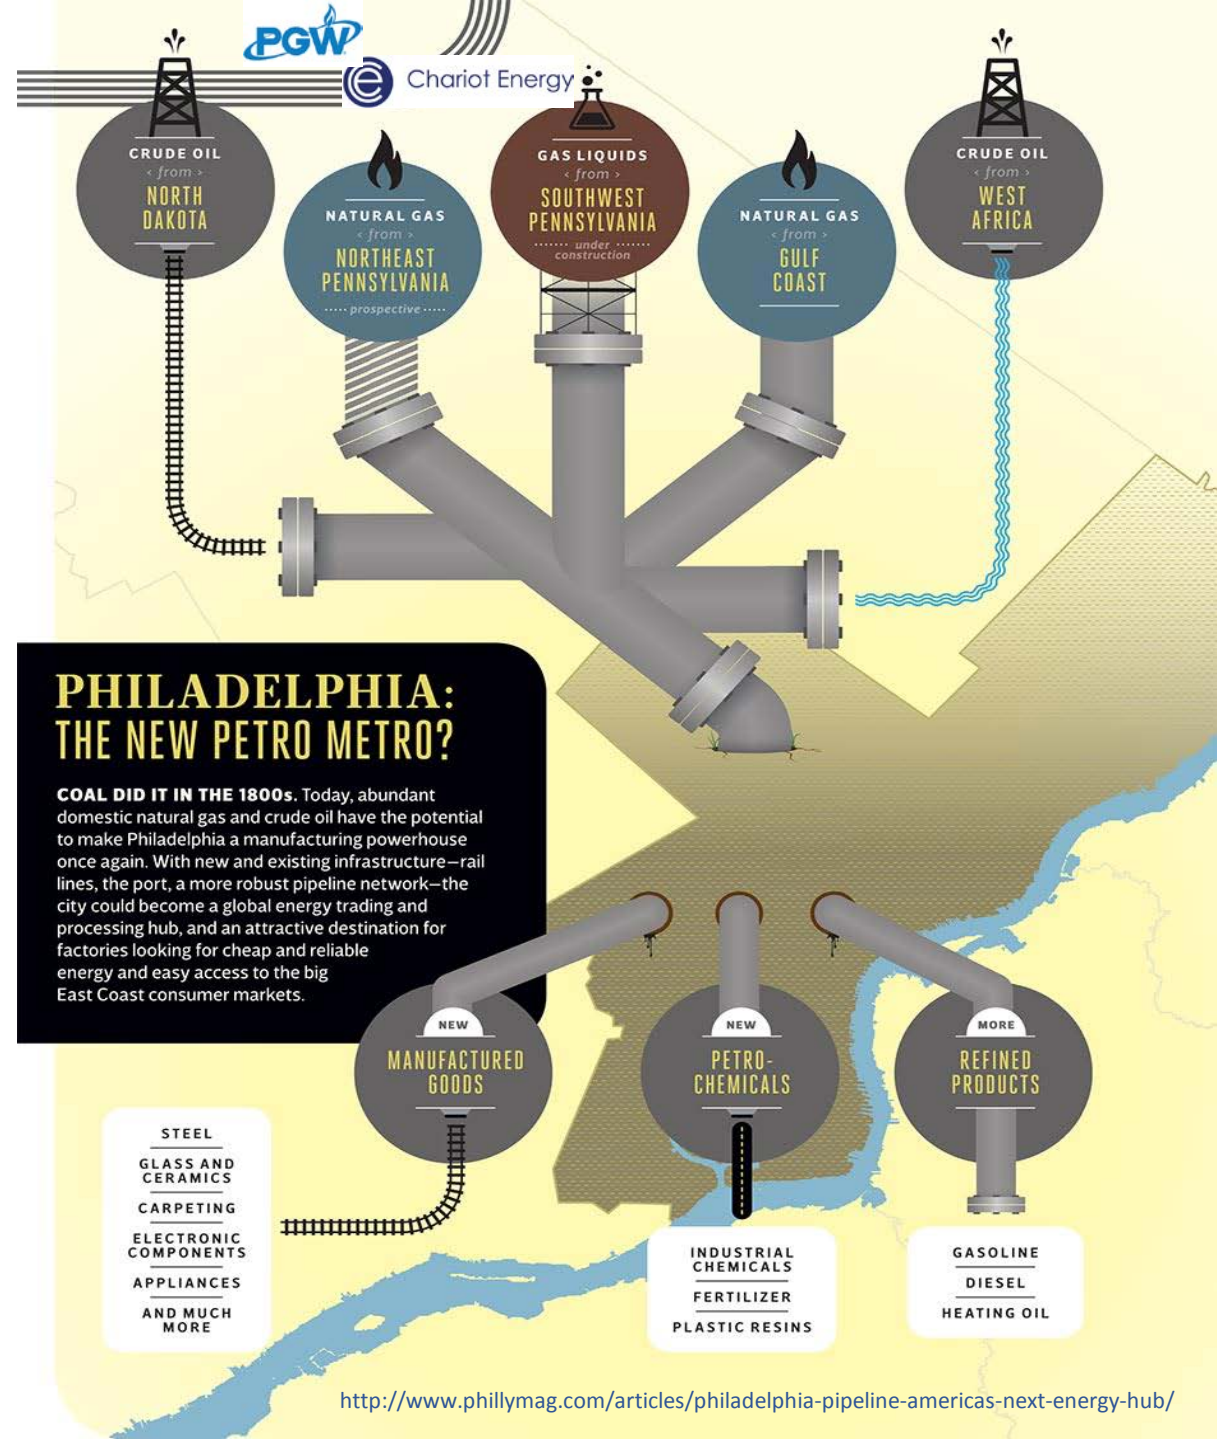 PGW
Chariot Energy
CRUDE OIL
< from >
NORTH
DAKOTA
NATURAL GAS
< from >
NORTHEAST
PENNSYLVANIA
..... prospective .....
GAS LIQUIDS
< from >
SOUTHWEST
PENNSYLVANIA
....... under .......
construction
NATURAL GAS
< from >
GULF
COAST
CRUDE OIL
< from >
WEST
AFRICA
PHILADELPHIA:
THE NEW PETRO METRO?
COAL DID IT IN THE 1800s. Today, abundant
domestic natural gas and crude oil have the potential
to make Philadelphia a manufacturing powerhouse
once again. With new and existing infrastructure—rail
lines, the port, a more robust pipeline network—the
city could become a global energy trading and
processing hub, and an attractive destination for
factories looking for cheap and reliable
energy and easy access to the big
East Coast consumer markets.
NEW
MANUFACTURED
GOODS
STEEL
GLASS AND
CERAMICS
CARPETING
ELECTRONIC
COMPONENTS
APPLIANCES
AND MUCH
MORE
NEW
PETRO-
CHEMICALS
INDUSTRIAL
CHEMICALS
FERTILIZER
PLASTIC RESINS
MORE
REFINED
PRODUCTS
GASOLINE
DIESEL
HEATING OIL
http://www.phillymag.com/articles/philadelphia-pipeline-americas-next-energy-hub/